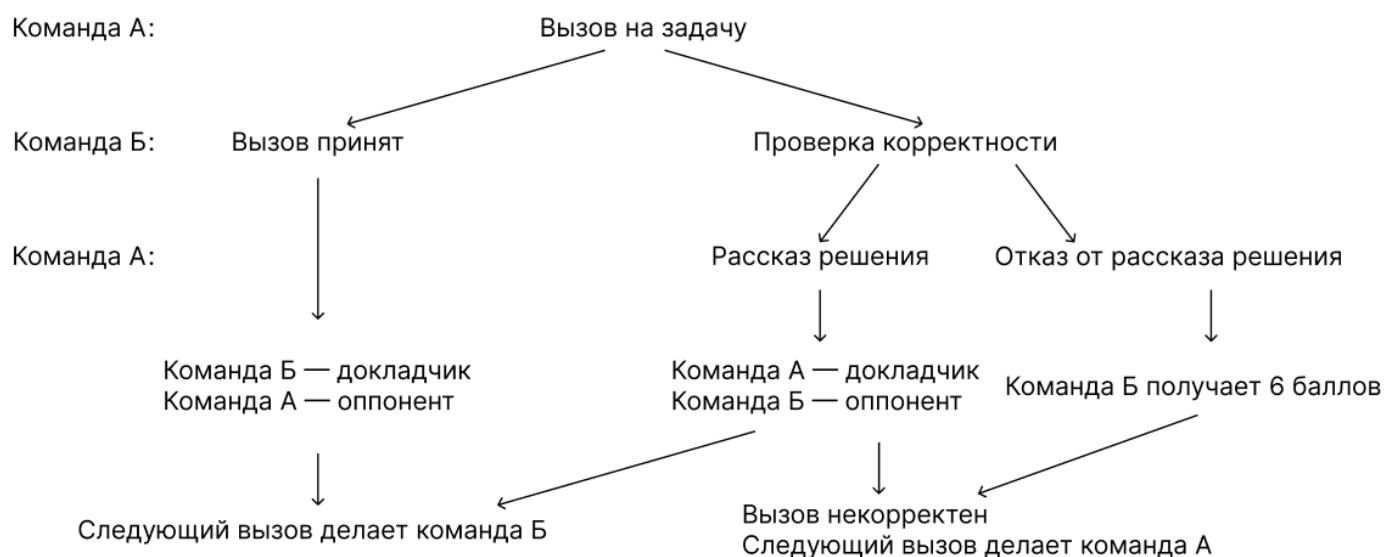 Команда А:
Вызов на задачу
Команда Б:
Вызов принят
Проверка корректности
Команда А:
Рассказ решения
Отказ от рассказа решения
Команда Б — докладчик
Команда А — оппонент
Команда А — докладчик
Команда Б — оппонент
Команда Б получает 6 баллов
Следующий вызов делает команда Б
Вызов некорректен
Следующий вызов делает команда А